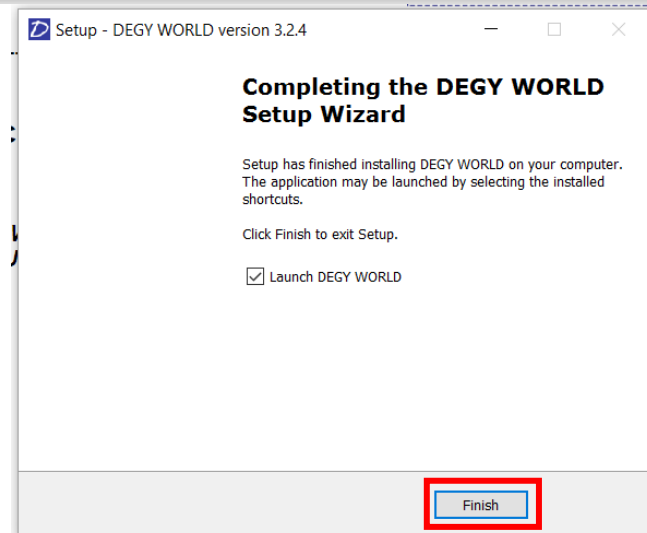 Setup - DEGY WORLD version 3.2.4
Completing the DEGY WORLD
Setup Wizard
Setup has finished installing DEGY WORLD on your computer.
The application may be launched by selecting the installed
shortcuts.
Click Finish to exit Setup.
Launch DEGY WORLD
Finish